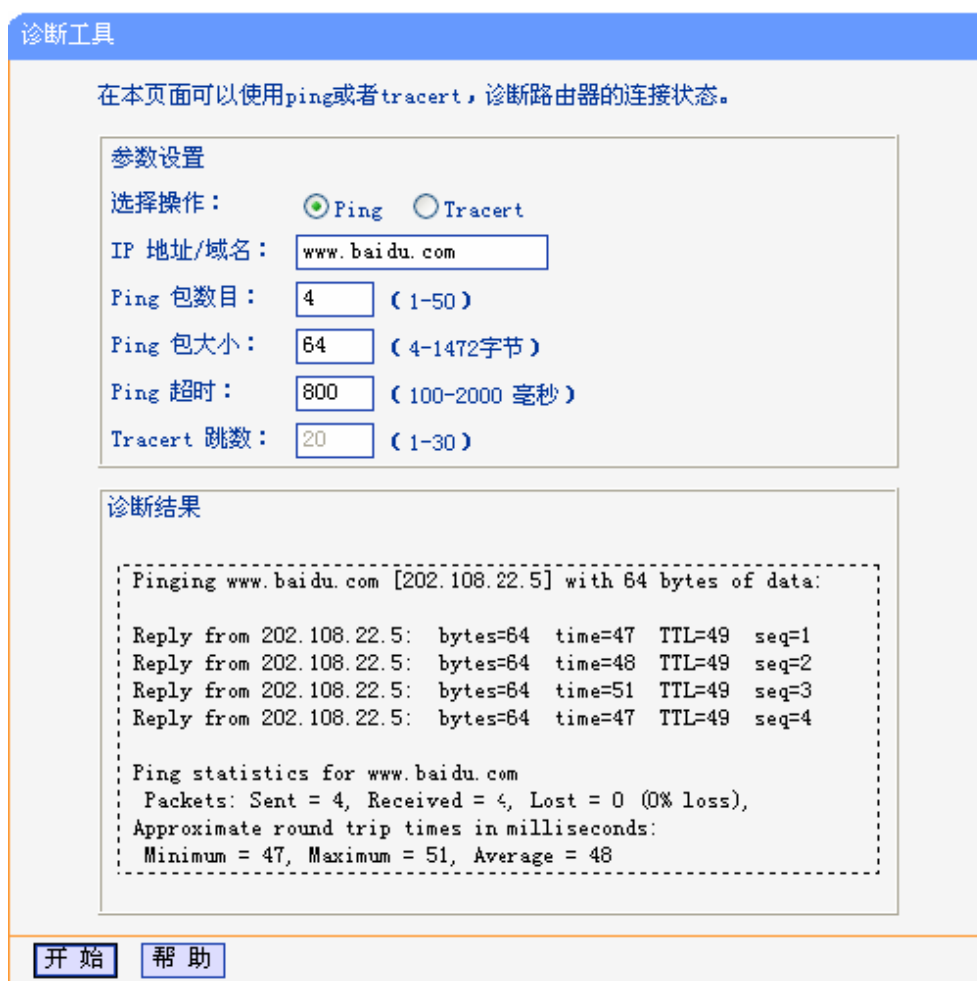 诊断工具
在本页面可以使用ping或者tracert，诊断路由器的连接状态。
参数设置
选择操作： Ping Tracert
IP 地址/域名： www.baidu.com
Ping 包数目： 4 （1-50）
Ping 包大小： 64 （4-1472字节）
Ping 超时： 800 （100-2000 毫秒）
Tracert 跳数： 20 （1-30）
诊断结果
Pinging www.baidu.com [202.108.22.5] with 64 bytes of data:
Reply from 202.108.22.5: bytes=64 time=47 TTL=49 seq=1
Reply from 202.108.22.5: bytes=64 time=48 TTL=49 seq=2
Reply from 202.108.22.5: bytes=64 time=51 TTL=49 seq=3
Reply from 202.108.22.5: bytes=64 time=47 TTL=49 seq=4
Ping statistics for www.baidu.com
Packets: Sent = 4, Received = 4, Lost = 0 (0% loss),
Approximate round trip times in milliseconds:
Minimum = 47, Maximum = 51, Average = 48
开 始 帮 助